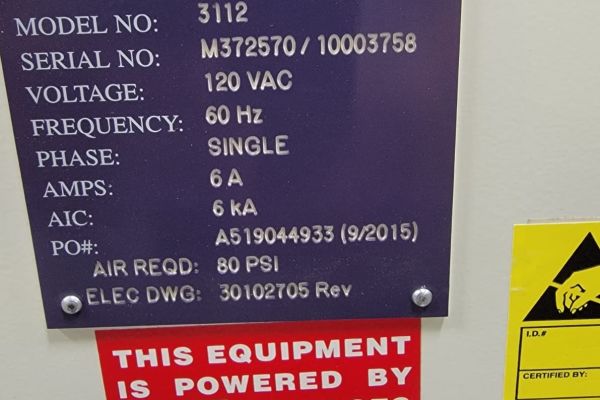 MODEL NO: 3112
SERIAL NO: M372570 / 10003758
VOLTAGE: 120 VAC
FREQUENCY: 60 Hz
PHASE: SINGLE
AMPS: 6 A
AIC: 6 kA
PO#: A519044933 (9/2015)
AIR REQD: 80 PSI
ELEC DWG: 30102705 Rev
THIS EQUIPMENT
IS POWERED BY
I.D.#
CERTIFIED BY: